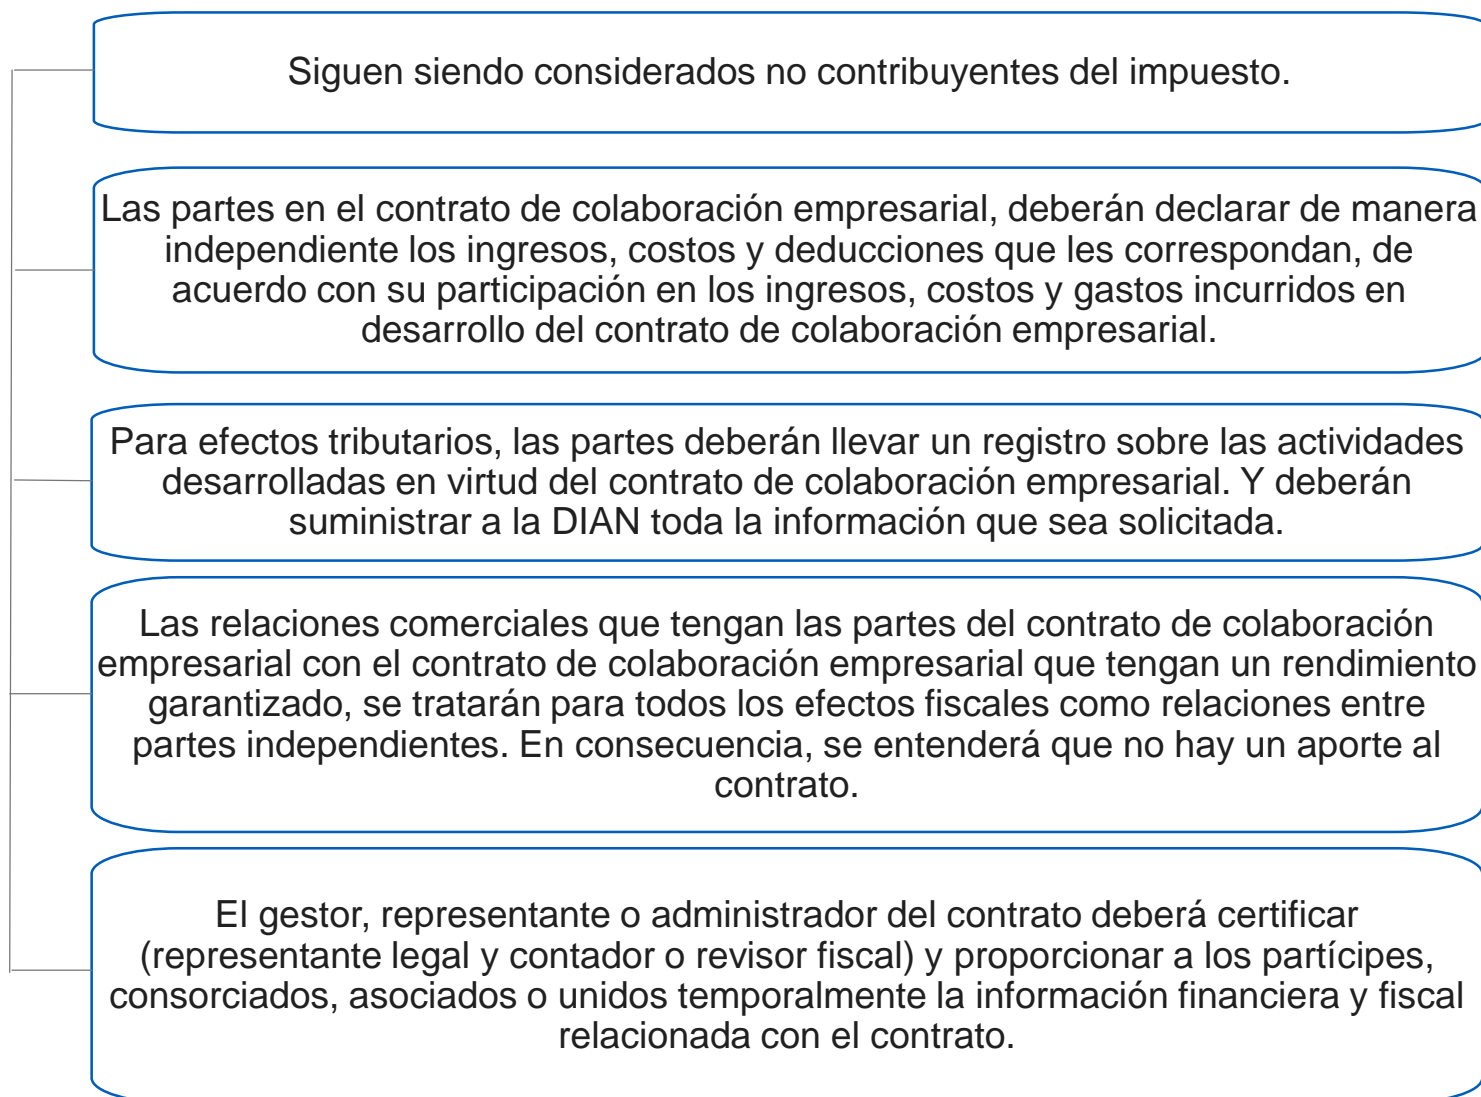 Siguen siendo considerados no contribuyentes del impuesto.
Las partes en el contrato de colaboración empresarial, deberán declarar de manera
independiente los ingresos, costos y deducciones que les correspondan, de
acuerdo con su participación en los ingresos, costos y gastos incurridos en
desarrollo del contrato de colaboración empresarial.
Para efectos tributarios, las partes deberán llevar un registro sobre las actividades
desarrolladas en virtud del contrato de colaboración empresarial. Y deberán
suministrar a la DIAN toda la información que sea solicitada.
Las relaciones comerciales que tengan las partes del contrato de colaboración
empresarial con el contrato de colaboración empresarial que tengan un rendimiento
garantizado, se tratarán para todos los efectos fiscales como relaciones entre
partes independientes. En consecuencia, se entenderá que no hay un aporte al
contrato.
El gestor, representante o administrador del contrato deberá certificar
(representante legal y contador o revisor fiscal) y proporcionar a los partícipes,
consorciados, asociados o unidos temporalmente la información financiera y fiscal
relacionada con el contrato.